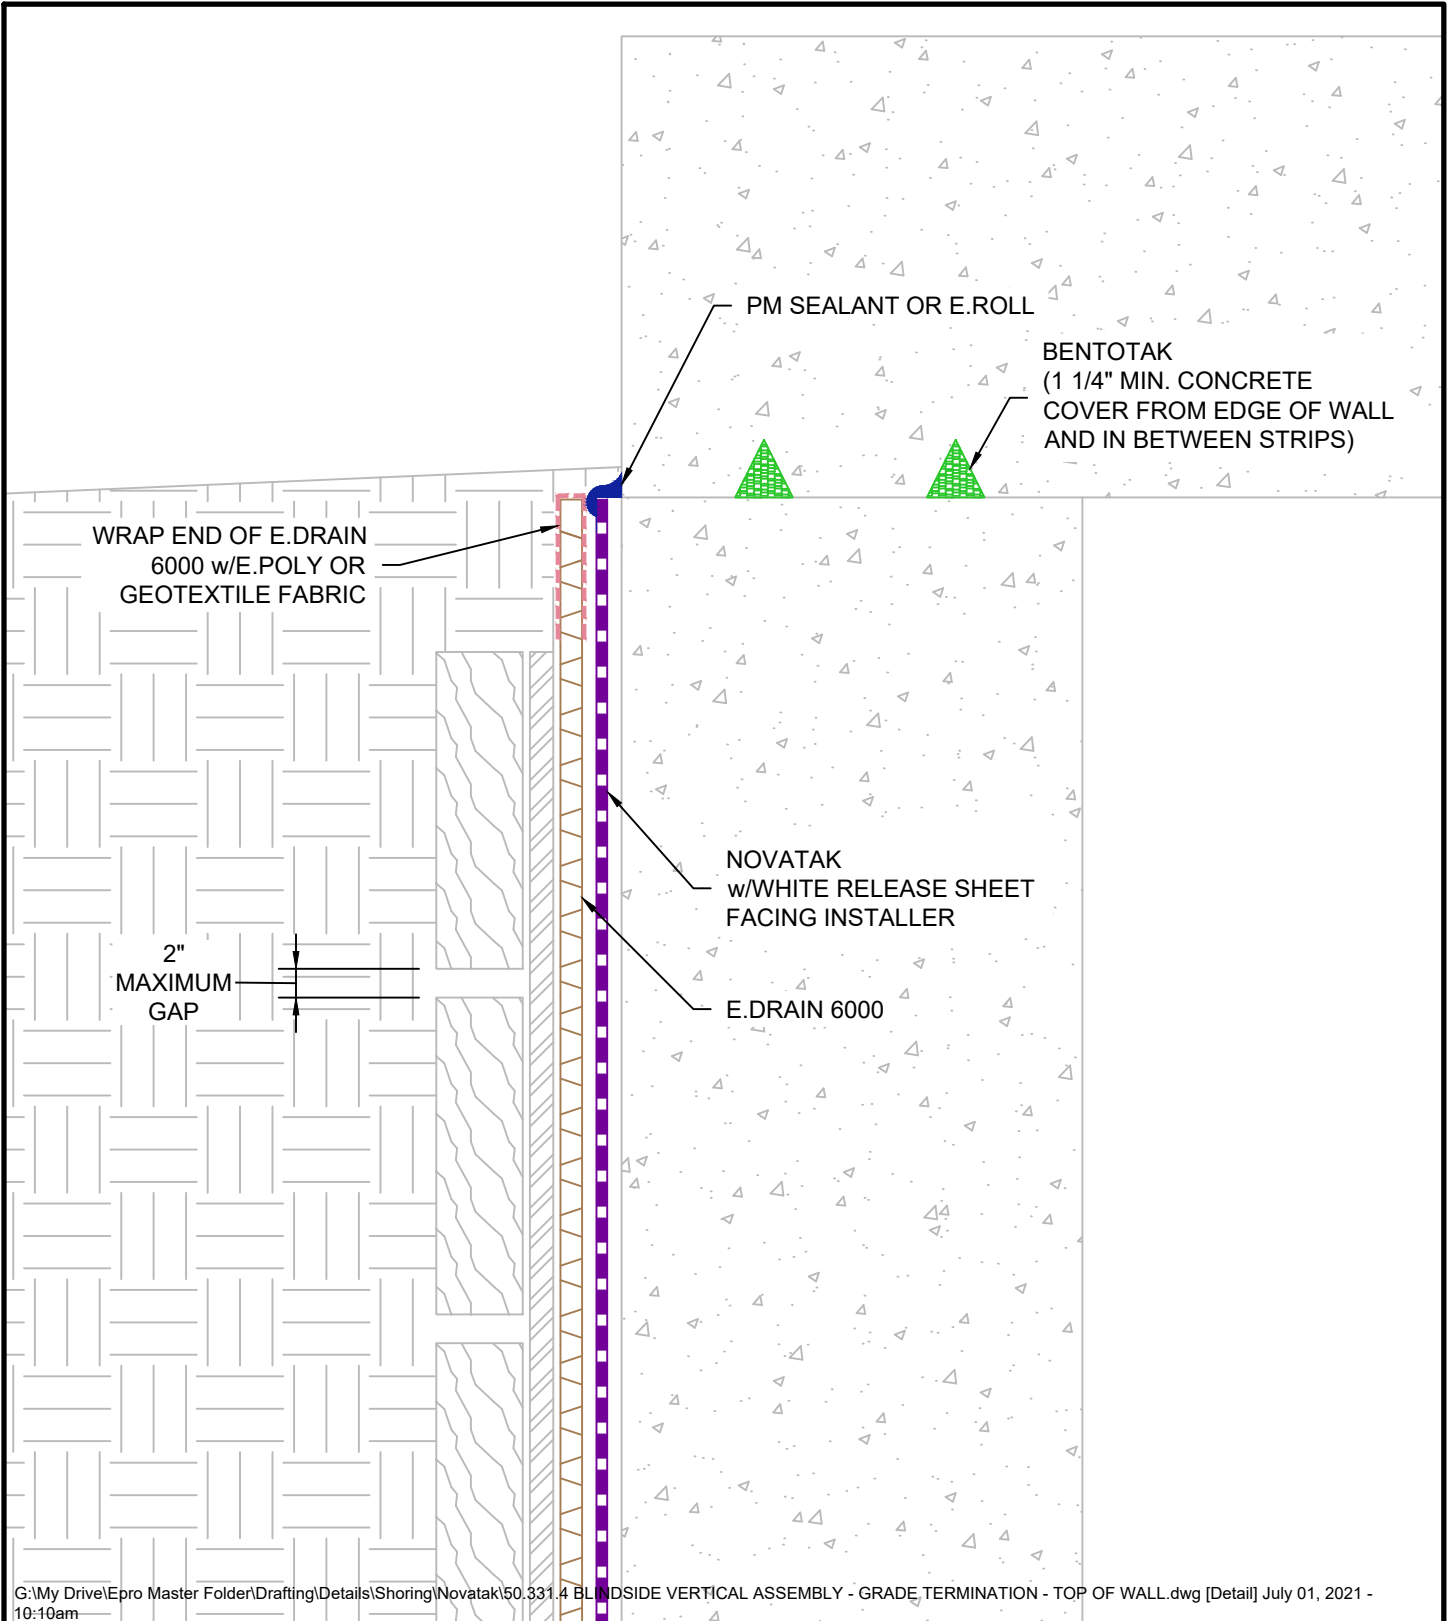 PM SEALANT OR E.ROLL
BENTOTAK
(1 1/4" MIN. CONCRETE
COVER FROM EDGE OF WALL
AND IN BETWEEN STRIPS)
WRAP END OF E.DRAIN
6000 w/E.POLY OR
GEOTEXTILE FABRIC
NOVATAK
w/WHITE RELEASE SHEET
FACING INSTALLER
2"
MAXIMUM
GAP
E.DRAIN 6000
G:\My Drive\Epro Master Folder\Drafting\Details\Shoring\Novatak\50.331.4 BLINDSIDE VERTICAL ASSEMBLY - GRADE TERMINATION - TOP OF WALL.dwg [Detail] July 01, 2021 -
10:10am